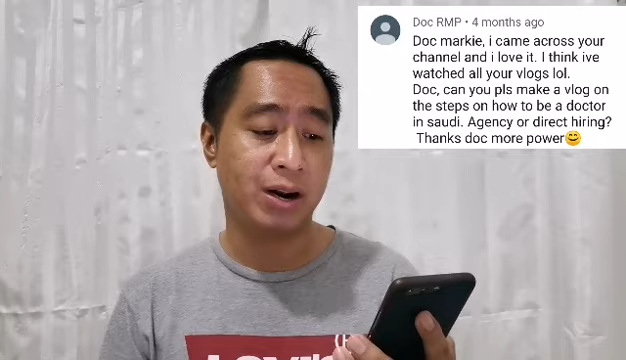 Doc RMP • 4 months ago
Doc markie, i came across your
channel and i love it. I think ive
watched all your vlogs lol.
Doc, can you pls make a vlog on
the steps on how to be a doctor
in saudi. Agency or direct hiring?
Thanks doc more power😊